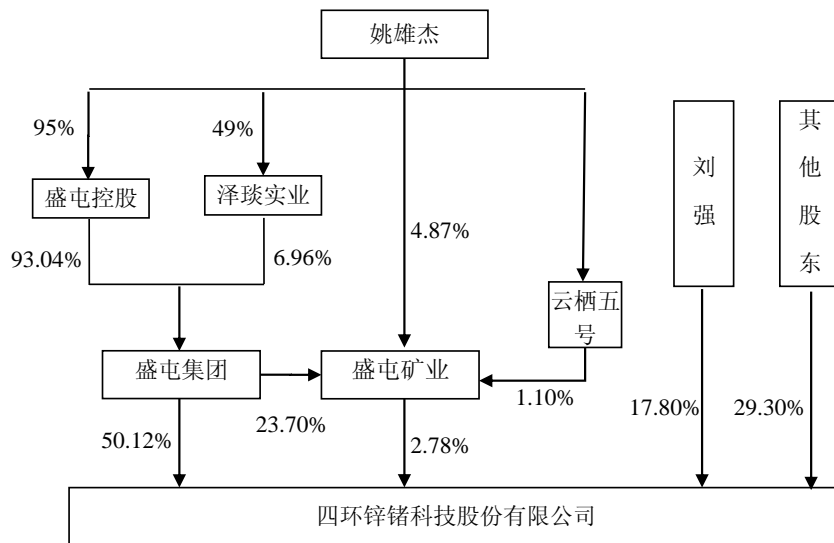 姚雄杰
95%
49%
盛屯控股
泽琰实业
刘
强
其
他
股
东
93.04%
6.96%
4.87%
云栖五
号
盛屯集团
盛屯矿业
23.70%
1.10%
50.12%
2.78%
17.80%
29.30%
四环锌锗科技股份有限公司